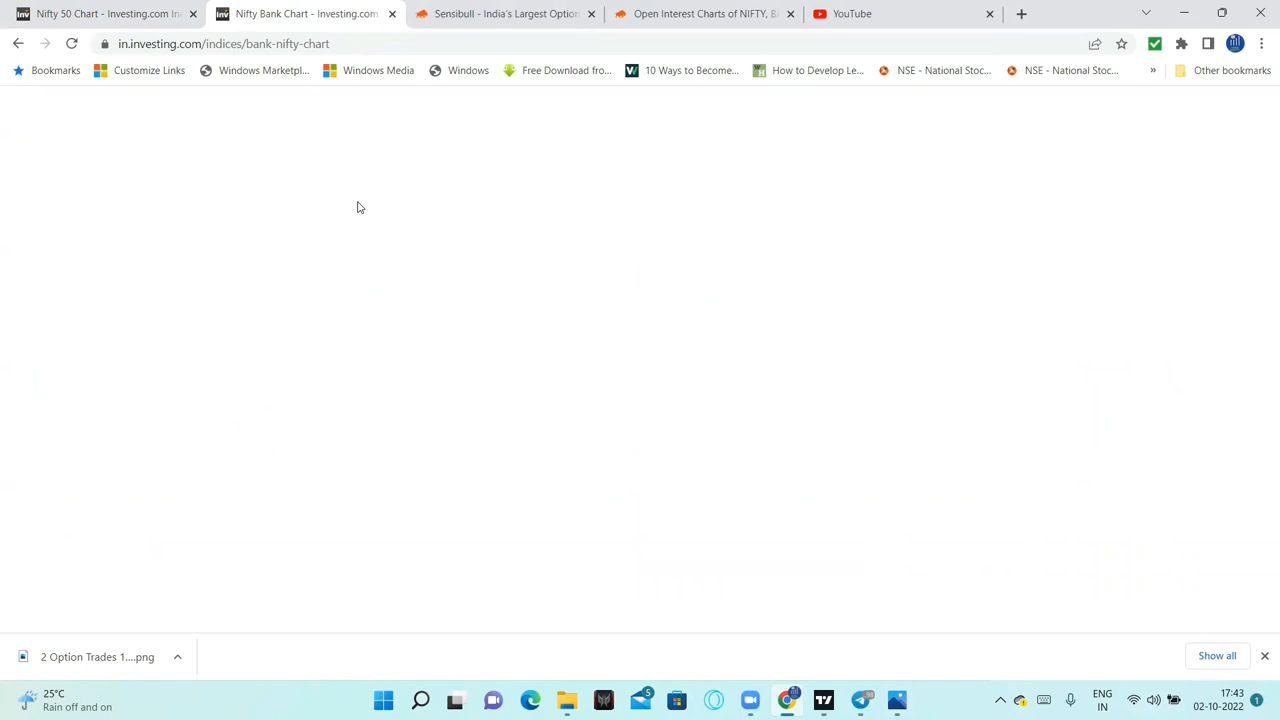 Nifty 50 Chart - Investing.com In
Nifty Bank Chart - Investing.com
Sensibull - India's Largest Option
Open Interest Charts of NIFTY, B
YouTube
in.investing.com/indices/bank-nifty-chart
Bookmarks
Customize Links
Windows Marketpl...
Windows Media
Windows
Free Download from...
10 Ways to Become...
How to Develop Le...
NSE - National Stoc...
NSE - National Stoc...
»
Other bookmarks
2 Option Trades 1....png
Show all
25°C
Rain off and on
5
ENG
IN
17:43
02-10-2022
1